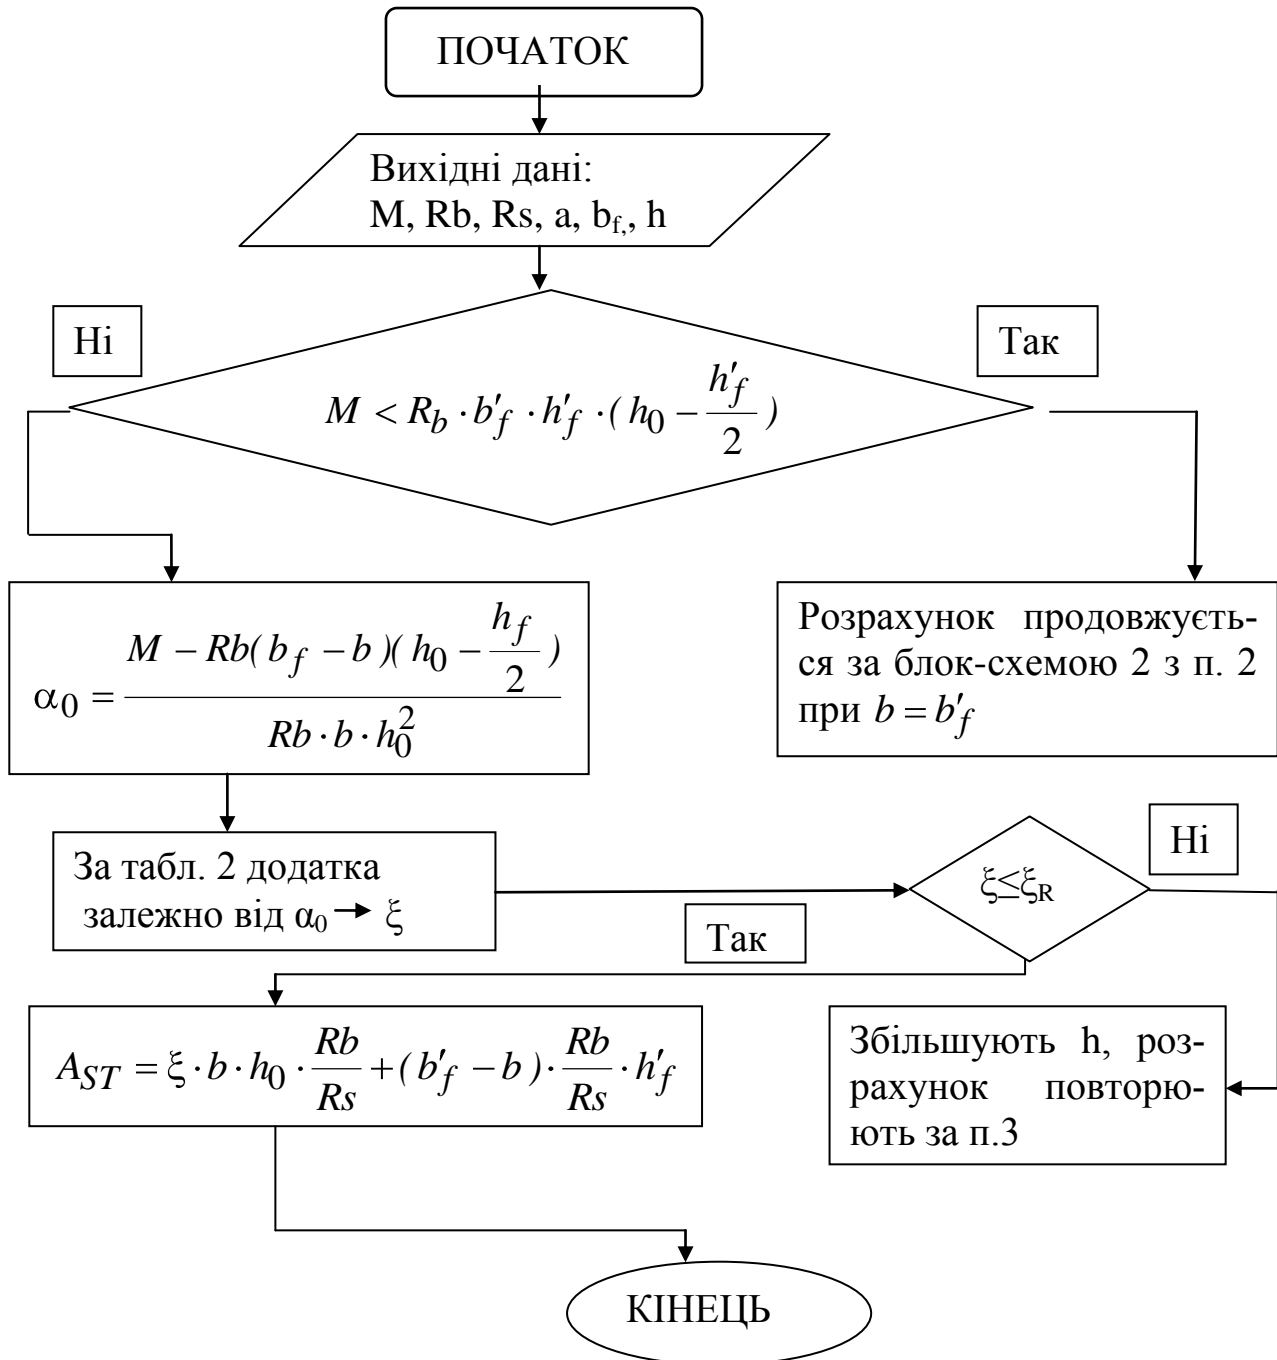 ПОЧАТОК
Вихідні дані:
M, Rb, Rs, a, b_f,, h
Ні
Так
M < R_b · b′_f · h′_f · ( h_0 − h′_f / 2 )
α_0 = M − Rb( b_f − b )( h_0 − h_f / 2 ) / Rb · b · h_0^2
Розрахунок продовжуєть-
ся за блок-схемою 2 з п. 2
при b = b′_f
За табл. 2 додатка
залежно від α_0 → ξ
ξ≤ξ_R
Ні
Так
A_ST = ξ · b · h_0 · Rb / Rs + ( b′_f − b ) · Rb / Rs · h′_f
Збільшують h, роз-
рахунок повторю-
ють за п.3
КІНЕЦЬ